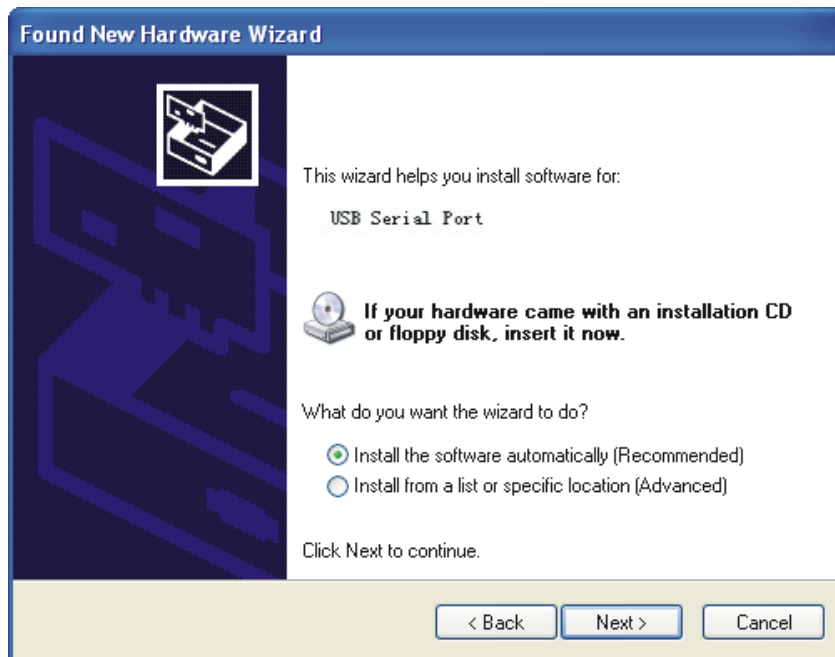 Found New Hardware Wizard
This wizard helps you install software for:
USB Serial Port
If your hardware came with an installation CD
or floppy disk, insert it now.
What do you want the wizard to do?
Install the software automatically (Recommended)
Install from a list or specific location (Advanced)
Click Next to continue.
< Back Next > Cancel